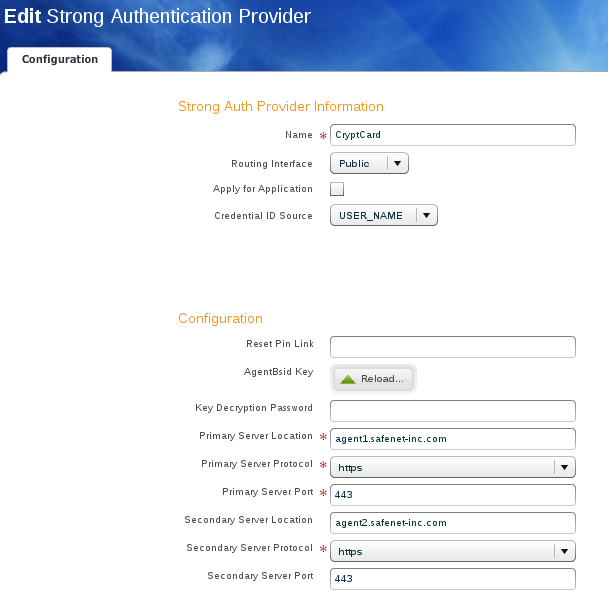 Edit Strong Authentication Provider
Configuration
Strong Auth Provider Information
Name * CryptCard
Routing Interface Public
Apply for Application
Credential ID Source USER_NAME
Configuration
Reset Pin Link
AgentBsid Key Reload...
Key Decryption Password
Primary Server Location * agent1.safenet-inc.com
Primary Server Protocol * https
Primary Server Port * 443
Secondary Server Location agent2.safenet-inc.com
Secondary Server Protocol * https
Secondary Server Port 443